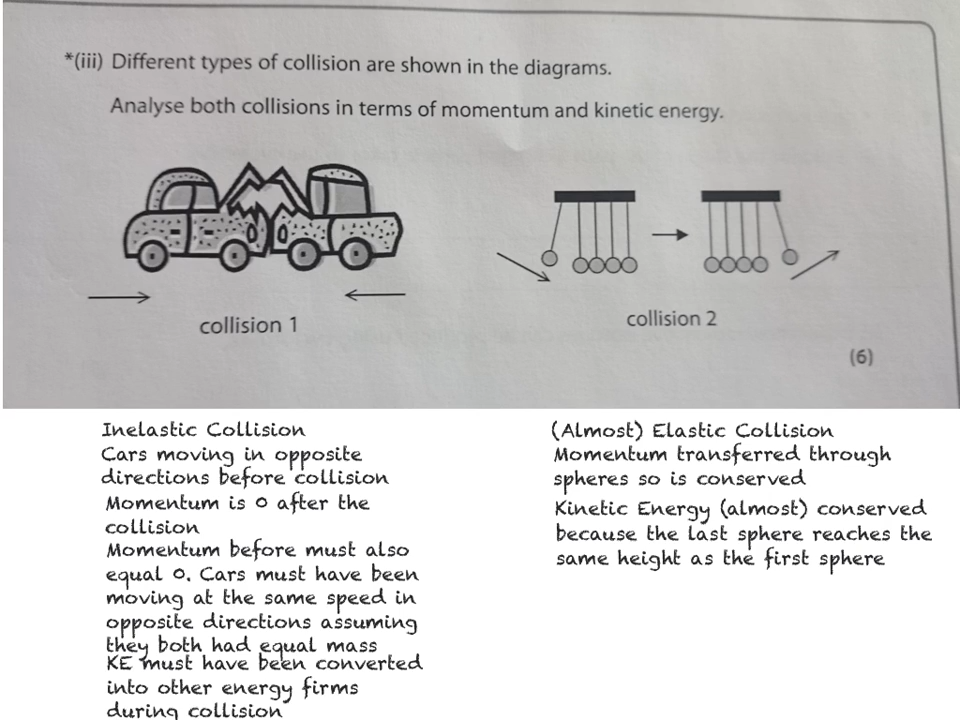 *(iii) Different types of collision are shown in the diagrams.
Analyse both collisions in terms of momentum and kinetic energy.
collision 1
collision 2
(6)
Inelastic Collision
Cars moving in opposite
directions before collision
Momentum is 0 after the
collision
Momentum before must also
equal 0. Cars must have been
moving at the same speed in
opposite directions assuming
they both had equal mass
KE must have been converted
into other energy firms
during collision
(Almost) Elastic Collision
Momentum transferred through
spheres so is conserved
Kinetic Energy (almost) conserved
because the last sphere reaches the
same height as the first sphere